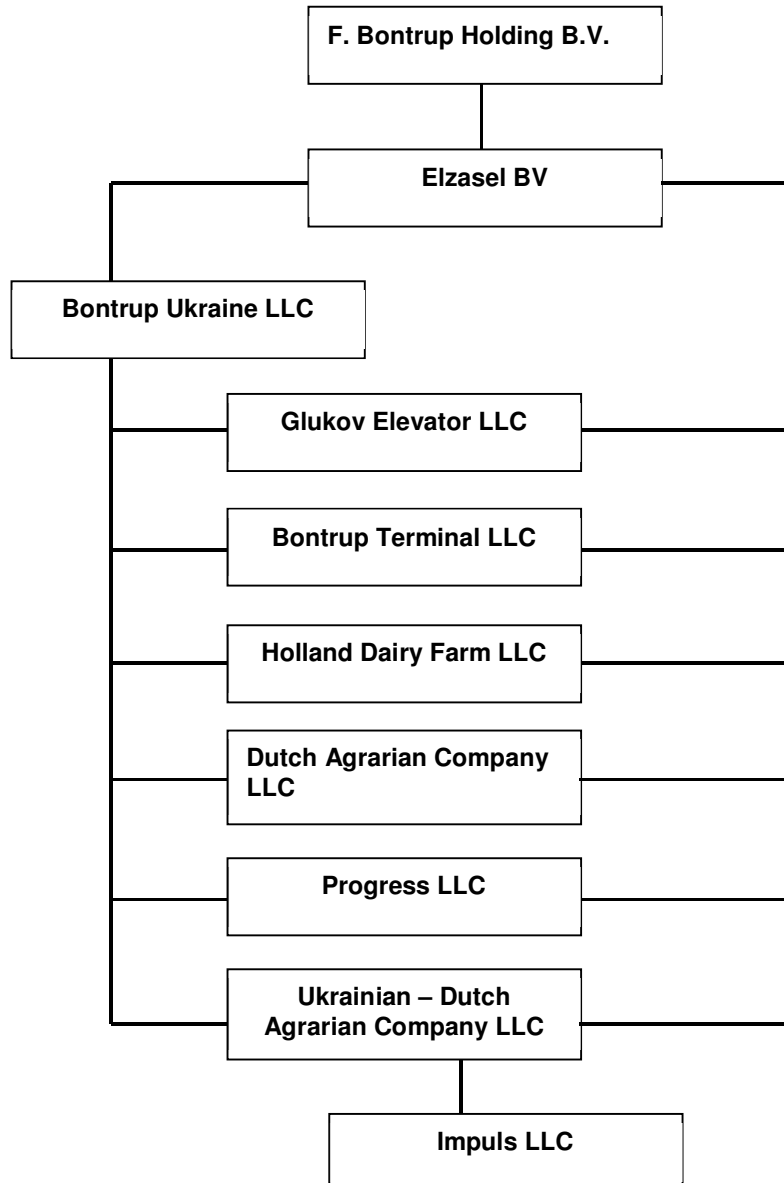 F. Bontrup Holding B.V.
Elzasel BV
Bontrup Ukraine LLC
Glukov Elevator LLC
Bontrup Terminal LLC
Holland Dairy Farm LLC
Dutch Agrarian Company
LLC
Progress LLC
Ukrainian – Dutch
Agrarian Company LLC
Impuls LLC